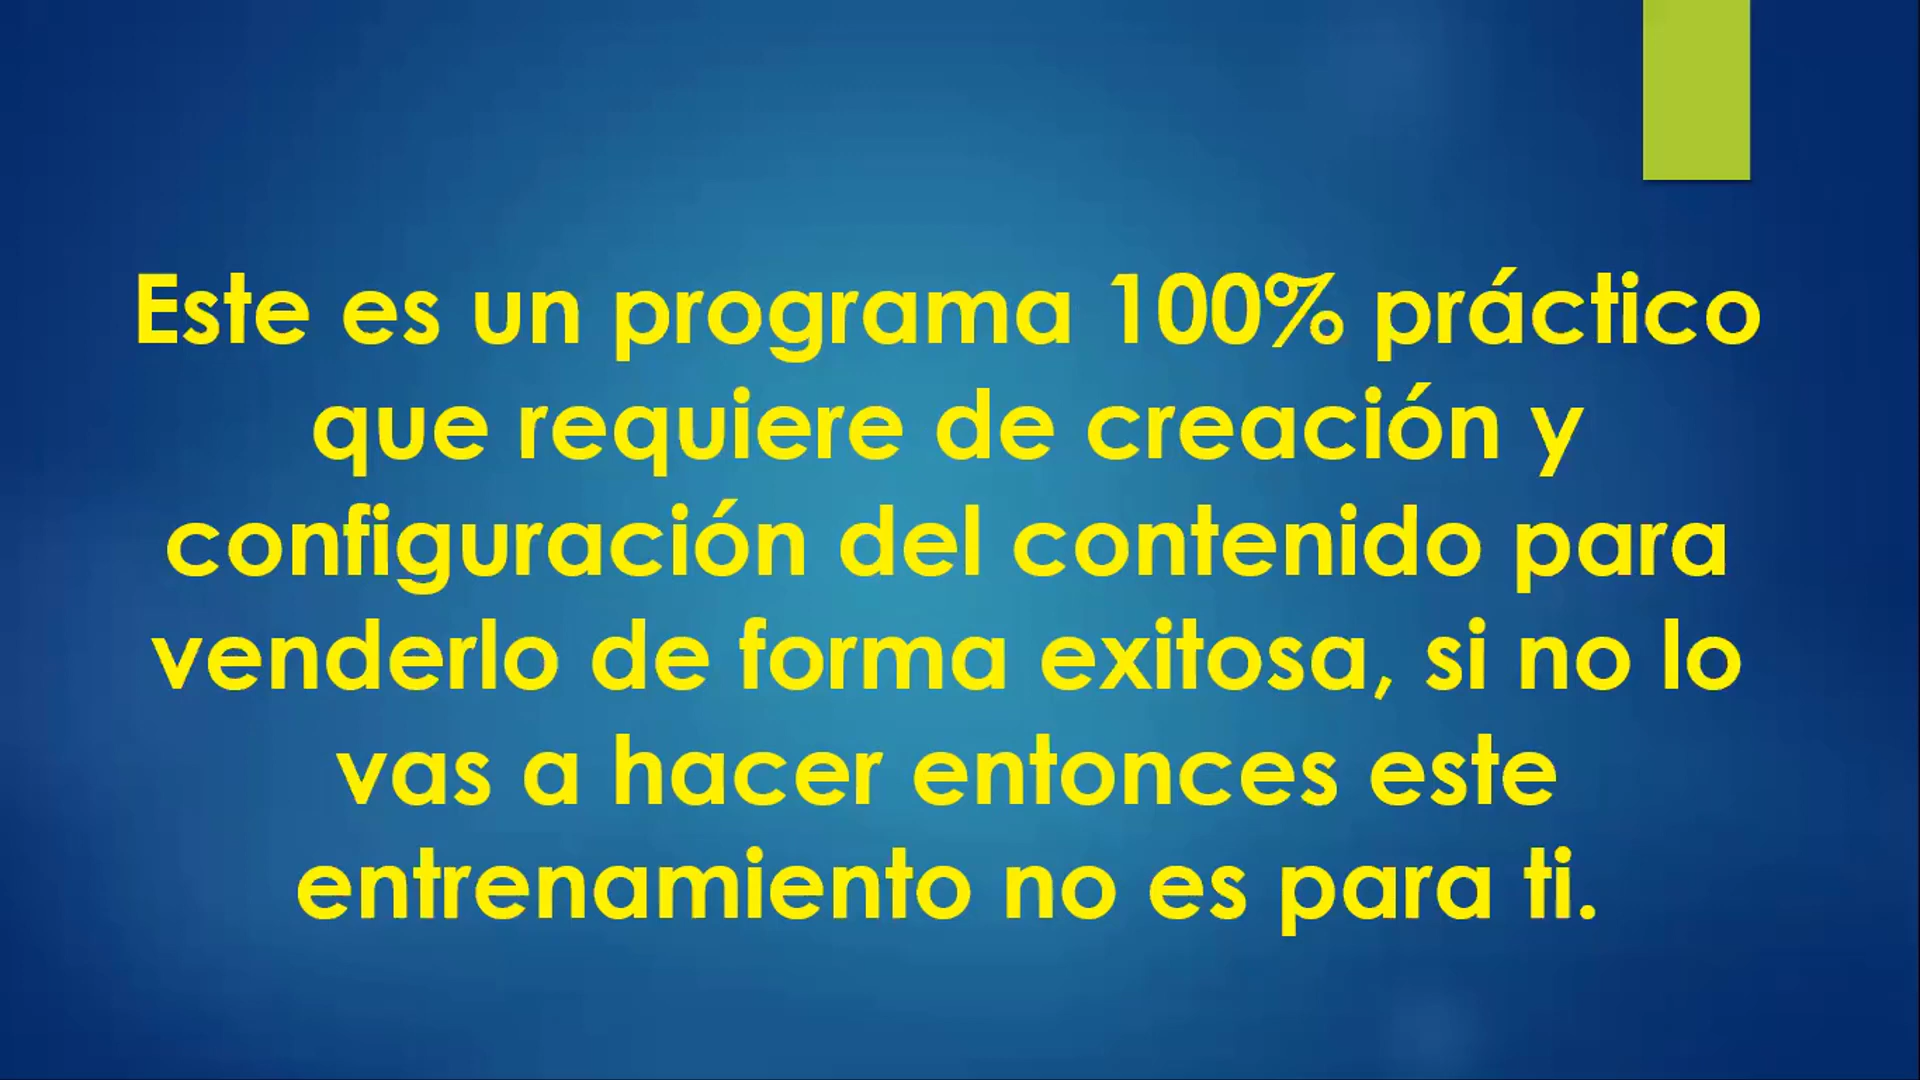 Este es un programa 100% práctico
que requiere de creación y
configuración del contenido para
venderlo de forma exitosa, si no lo
vas a hacer entonces este
entrenamiento no es para ti.